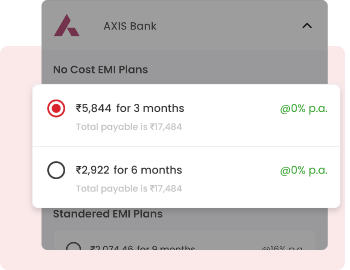 AXIS Bank
No Cost EMI Plans
₹5,844 for 3 months @0% p.a.
Total payable is ₹17,484
₹2,922 for 6 months @0% p.a.
Total payable is ₹17,484
Standered EMI Plans
₹2,074.46 for 9 months @16% p.a.